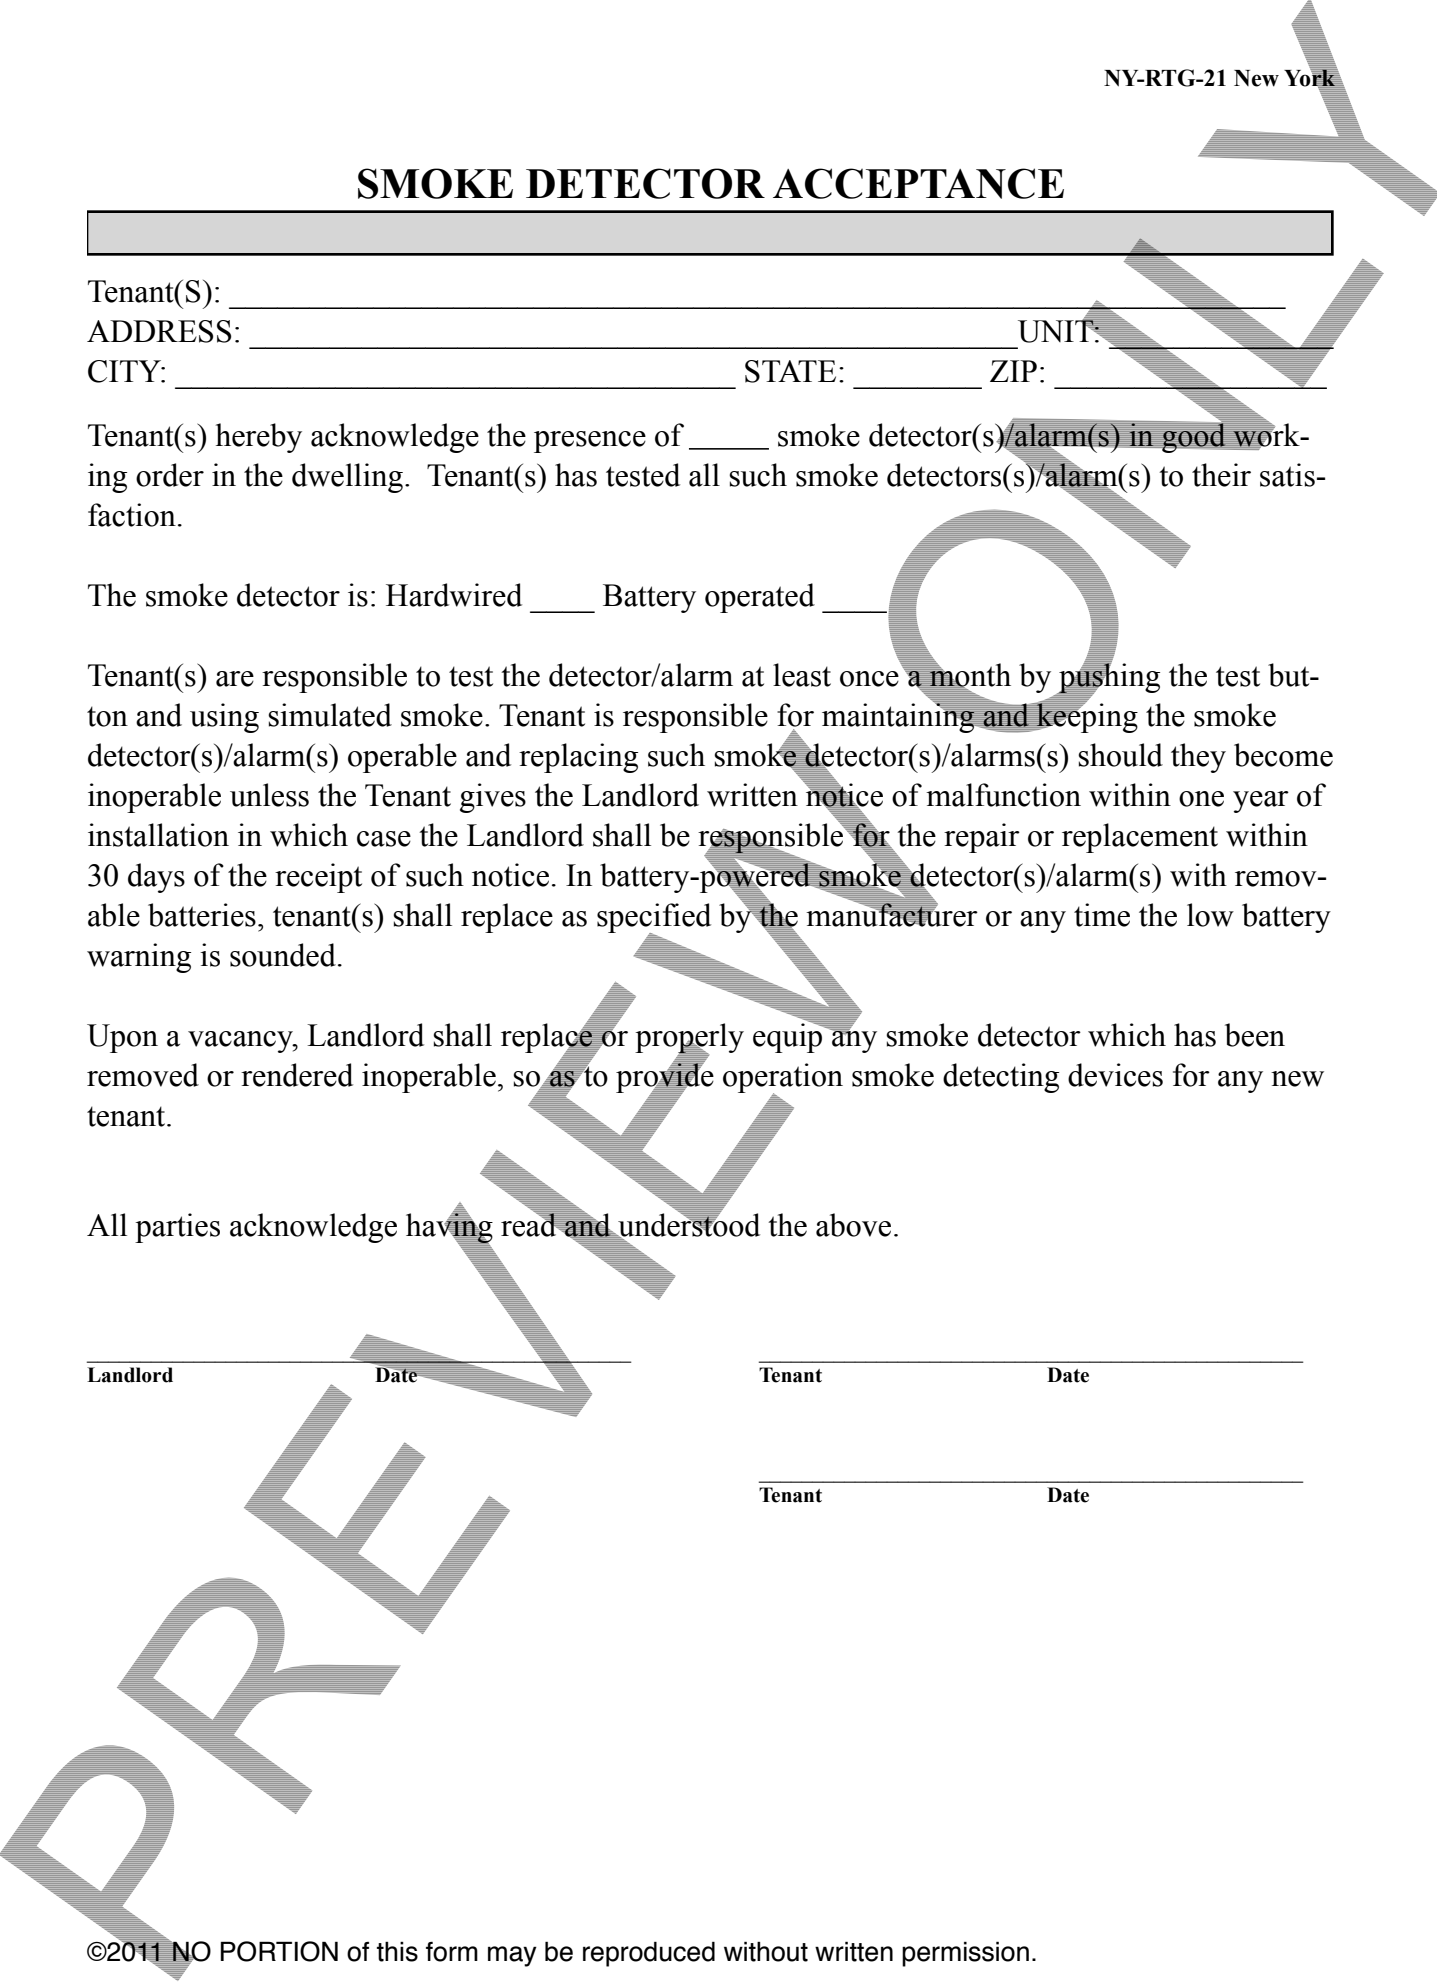 NY-RTG-21 New York
SMOKE DETECTOR ACCEPTANCE
Tenant(S): ____________________________________________________________________
ADDRESS: ________________________________________________UNIT: ______________
CITY: ___________________________________ STATE: ________ ZIP: _________________
Tenant(s) hereby acknowledge the presence of _____ smoke detector(s)/alarm(s) in good work-
ing order in the dwelling.  Tenant(s) has tested all such smoke detectors(s)/alarm(s) to their satis-
faction.
The smoke detector is: Hardwired ____ Battery operated ____
Tenant(s) are responsible to test the detector/alarm at least once a month by pushing the test but-
ton and using simulated smoke. Tenant is responsible for maintaining and keeping the smoke
detector(s)/alarm(s) operable and replacing such smoke detector(s)/alarms(s) should they become
inoperable unless the Tenant gives the Landlord written notice of malfunction within one year of
installation in which case the Landlord shall be responsible for the repair or replacement within
30 days of the receipt of such notice. In battery-powered smoke detector(s)/alarm(s) with remov-
able batteries, tenant(s) shall replace as specified by the manufacturer or any time the low battery
warning is sounded.
Upon a vacancy, Landlord shall replace or properly equip any smoke detector which has been
removed or rendered inoperable, so as to provide operation smoke detecting devices for any new
tenant.
All parties acknowledge having read and understood the above.
Landlord Date Tenant Date
Tenant Date
©2011 NO PORTION of this form may be reproduced without written permission.
PREVIEW ONLY